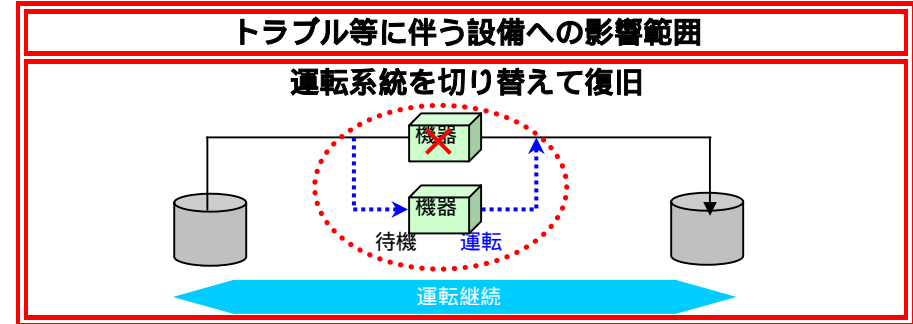 トラブル等に伴う設備への影響範囲
運転系統を切り替えて復旧
機器
機器
待機 運転
運転継続